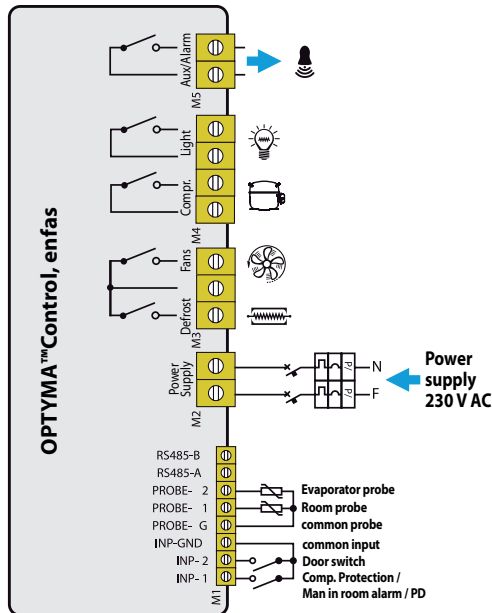 OPTYMA™Control, enfas
Aux/Alarm
M5
Light
Compr.
M4
Fans
Defrost
M3
Power
Supply
M2
N
F
P/
P/
Power
supply
230 V AC
RS485-B
RS485-A
PROBE- 2
Evaporator probe
PROBE- 1
Room probe
PROBE- G
common probe
INP-GND
common input
INP- 2
Door switch
INP- 1
Comp. Protection /
Man in room alarm / PD
M1